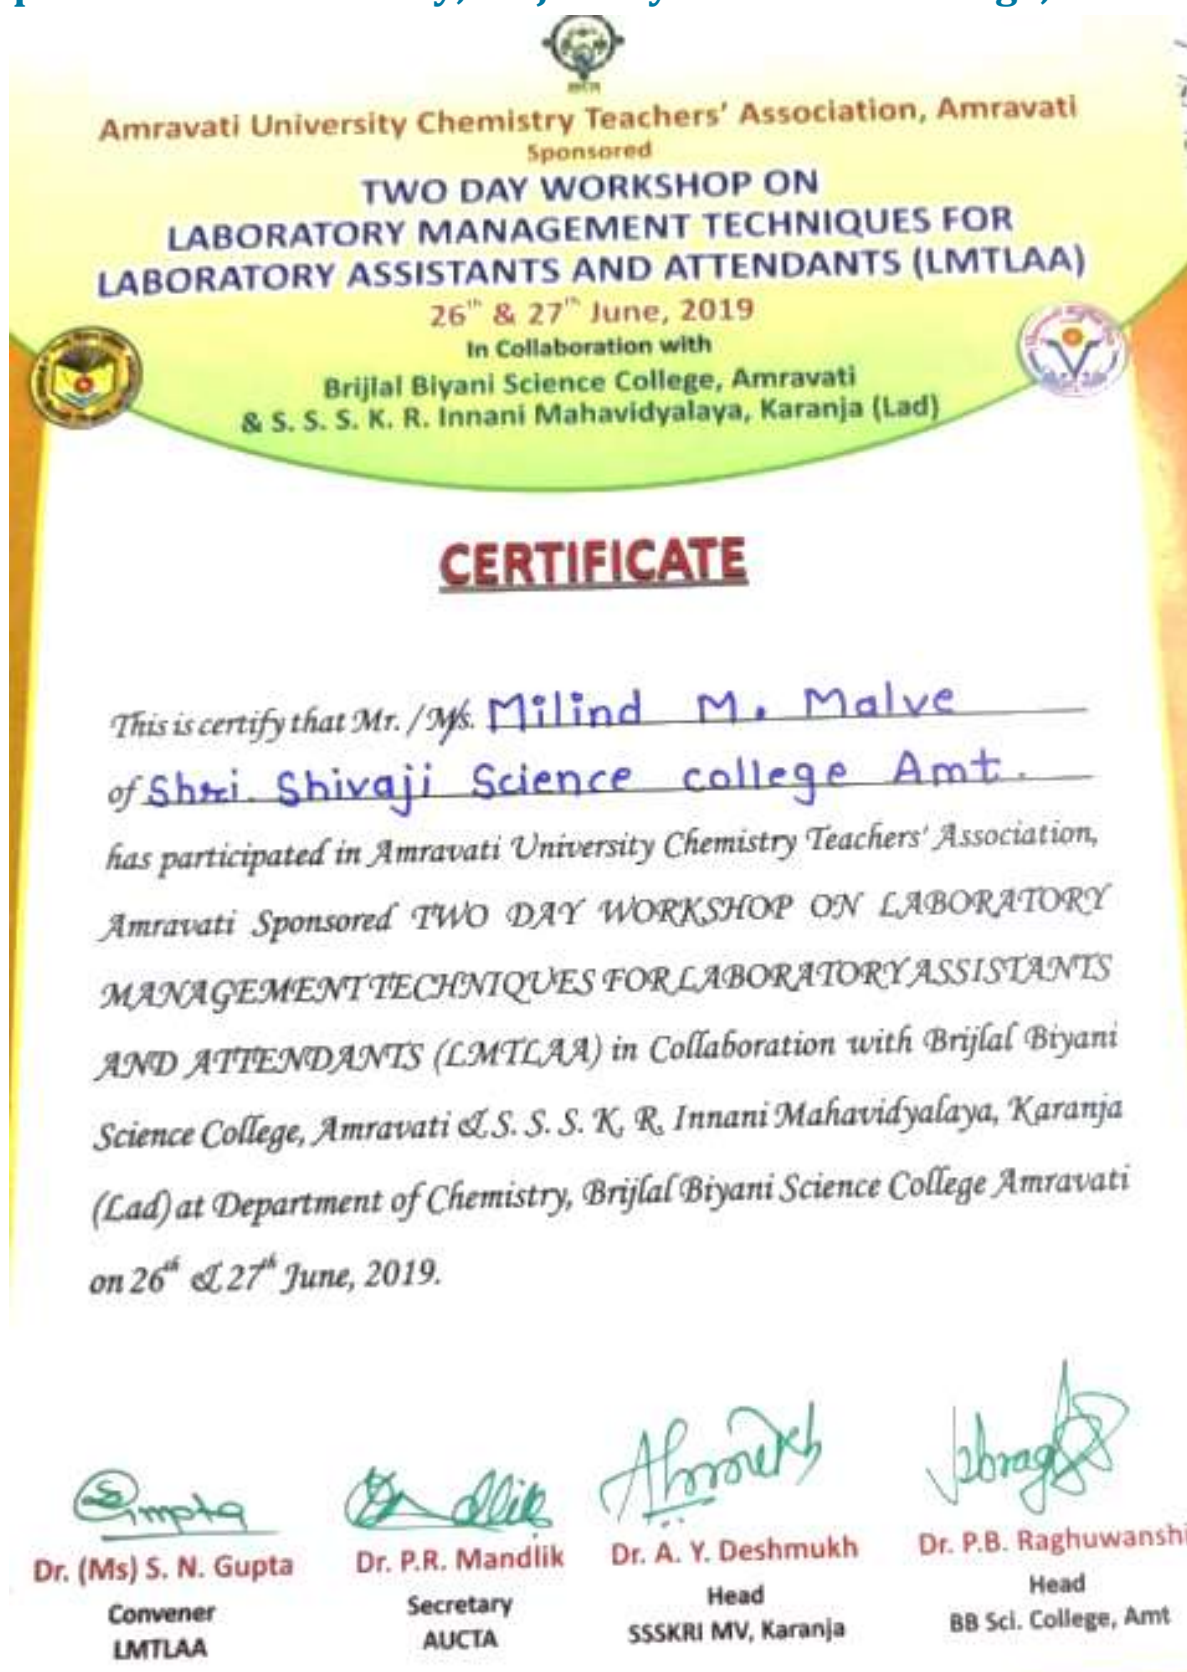 Amravati University Chemistry Teachers' Association, Amravati
Sponsored
TWO DAY WORKSHOP ON
LABORATORY MANAGEMENT TECHNIQUES FOR
LABORATORY ASSISTANTS AND ATTENDANTS (LMTLAA)
26th & 27th June, 2019
In Collaboration with
Brijlal Biyani Science College, Amravati
& S. S. S. K. R. Innani Mahavidyalaya, Karanja (Lad)
CERTIFICATE
This is certify that Mr. / Ms. Milind M. Malve
of Shri. Shivaji Science college Amt.
has participated in Amravati University Chemistry Teachers' Association,
Amravati Sponsored TWO DAY WORKSHOP ON LABORATORY
MANAGEMENT TECHNIQUES FOR LABORATORY ASSISTANTS
AND ATTENDANTS (LMTLAA) in Collaboration with Brijlal Biyani
Science College, Amravati & S. S. S. K. R. Innani Mahavidyalaya, Karanja
(Lad) at Department of Chemistry, Brijlal Biyani Science College Amravati
on 26th & 27th June, 2019.
Dr. (Ms) S. N. Gupta Dr. P.R. Mandlik Dr. A. Y. Deshmukh Dr. P.B. Raghuwanshi
Convener Secretary Head Head
LMTLAA AUCTA SSSKRI MV, Karanja BB Sci. College, Amt